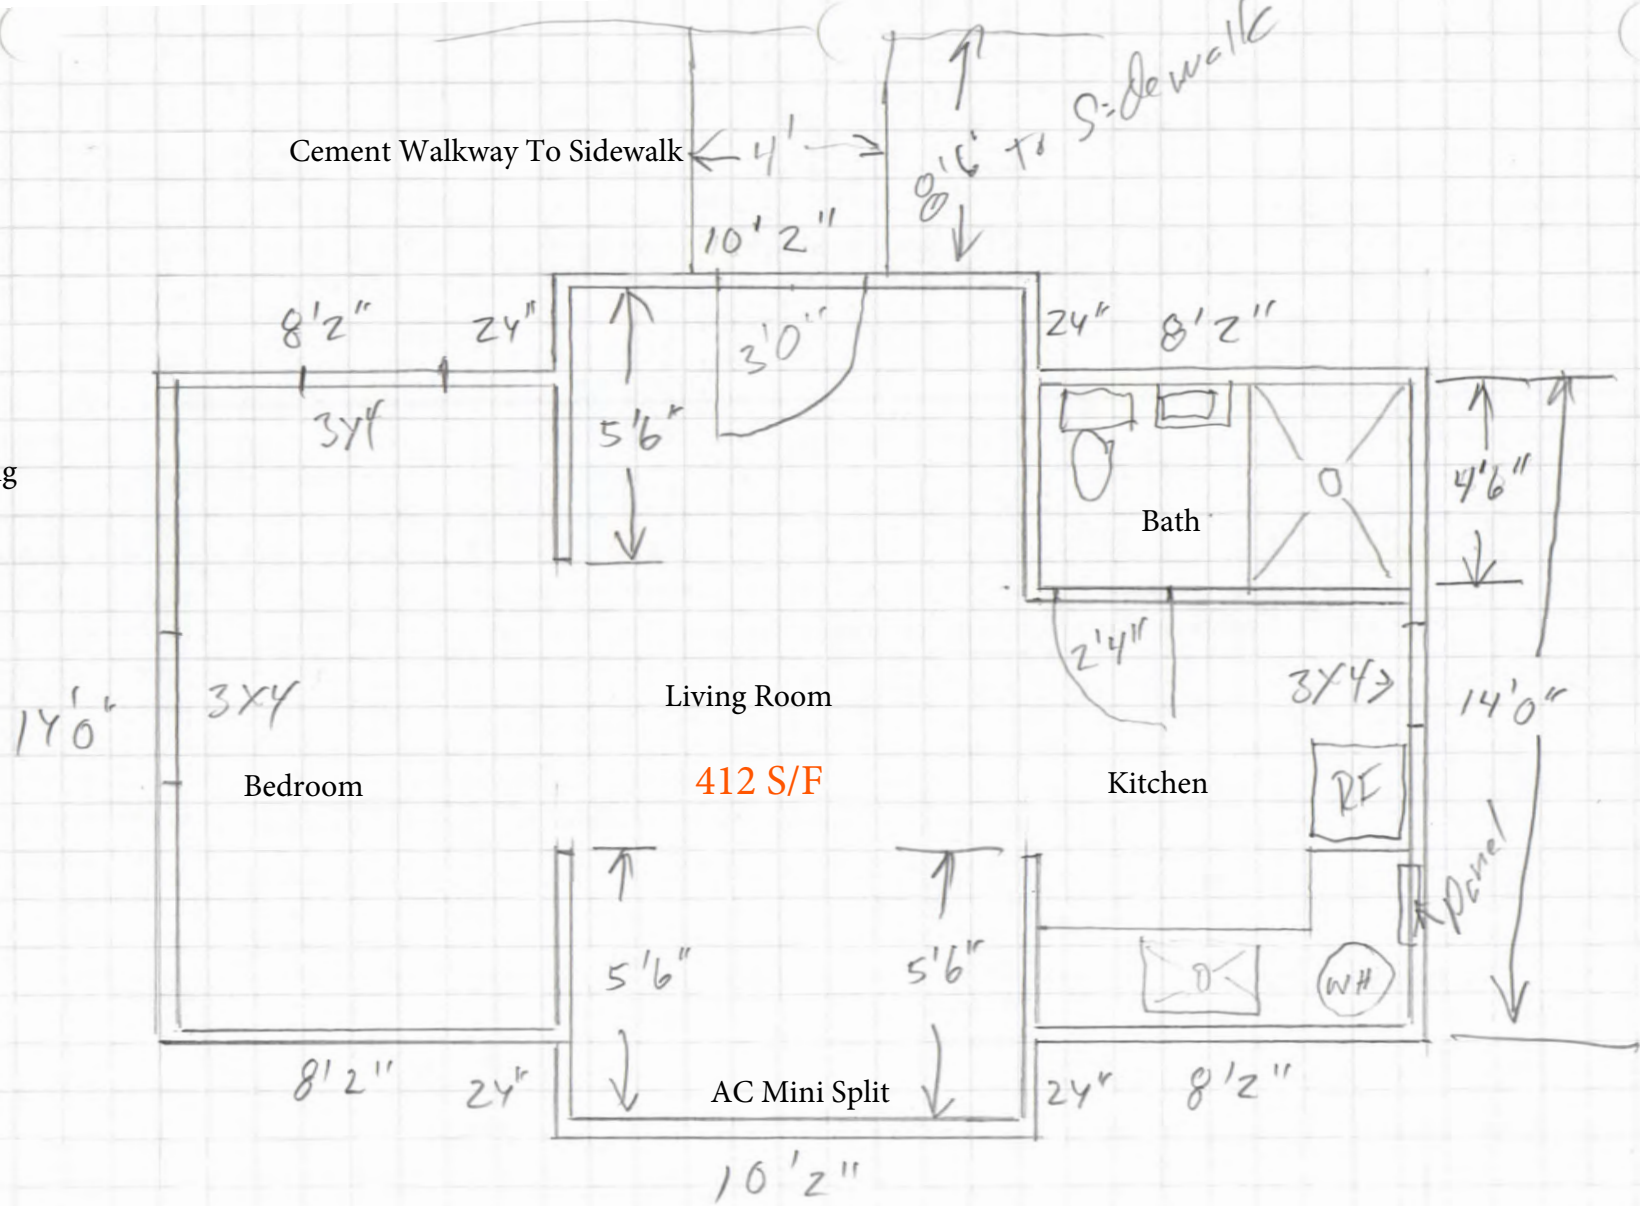 S:dewalk
Cement Walkway To Sidewalk
4'
8'6" to
10' 2"
8'2"
24"
3'0"
24"
8'2"
3x4
5'6"
g
4'6"
Bath
2'4"
Living Room
3x4
3x4
14'0"
14'0"
Bedroom
412 S/F
Kitchen
RE
Panel
5'6"
5'6"
WH
8'2"
24"
AC Mini Split
24"
8'2"
10'2"